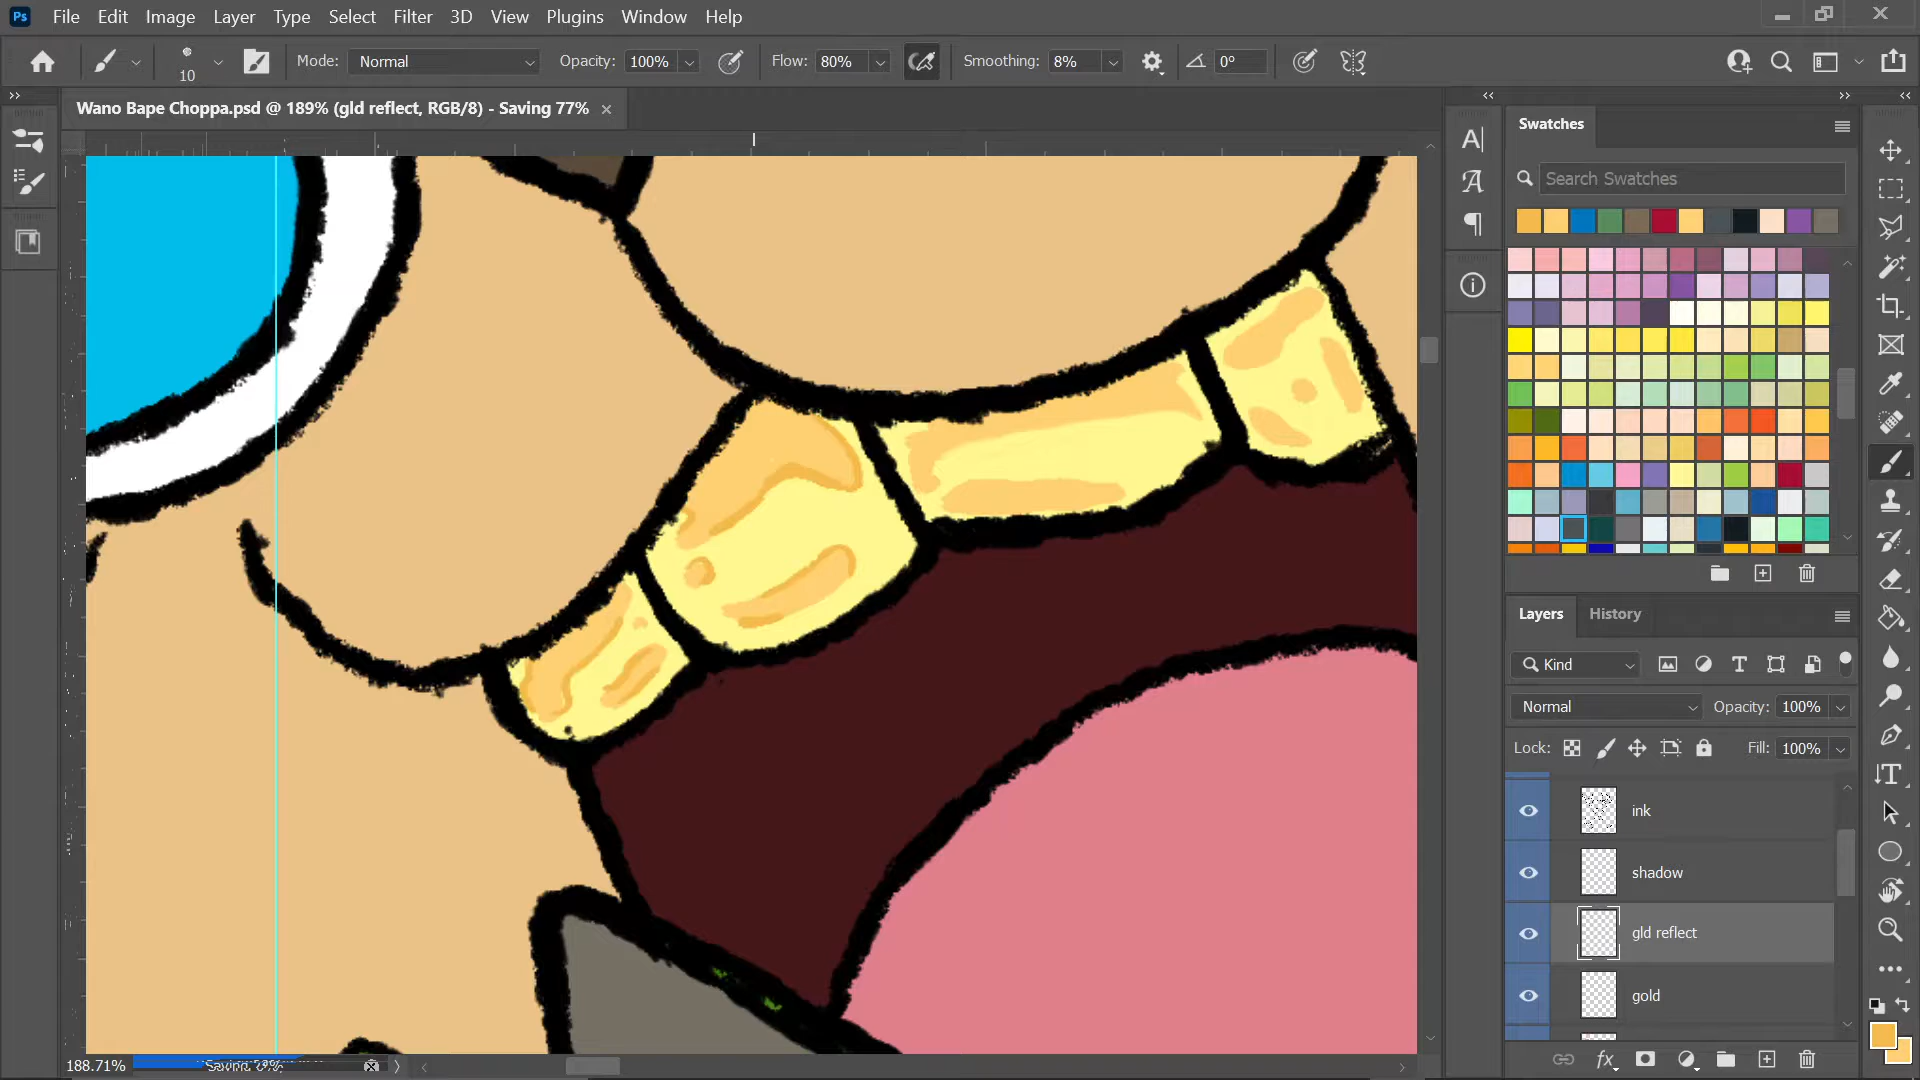 Ps File Edit Image Layer Type Select Filter 3D View Plugins Window Help
10 Mode: Normal Opacity: 100% Flow: 80% Smoothing: 8% 0°
Wano Bape Choppa.psd @ 189% (gld reflect, RGB/8) - Saving 77% ×
Swatches
Search Swatches
Layers History
Kind
Normal Opacity: 100%
Lock: Fill: 100%
ink
shadow
gld reflect
gold
188.71%
fx